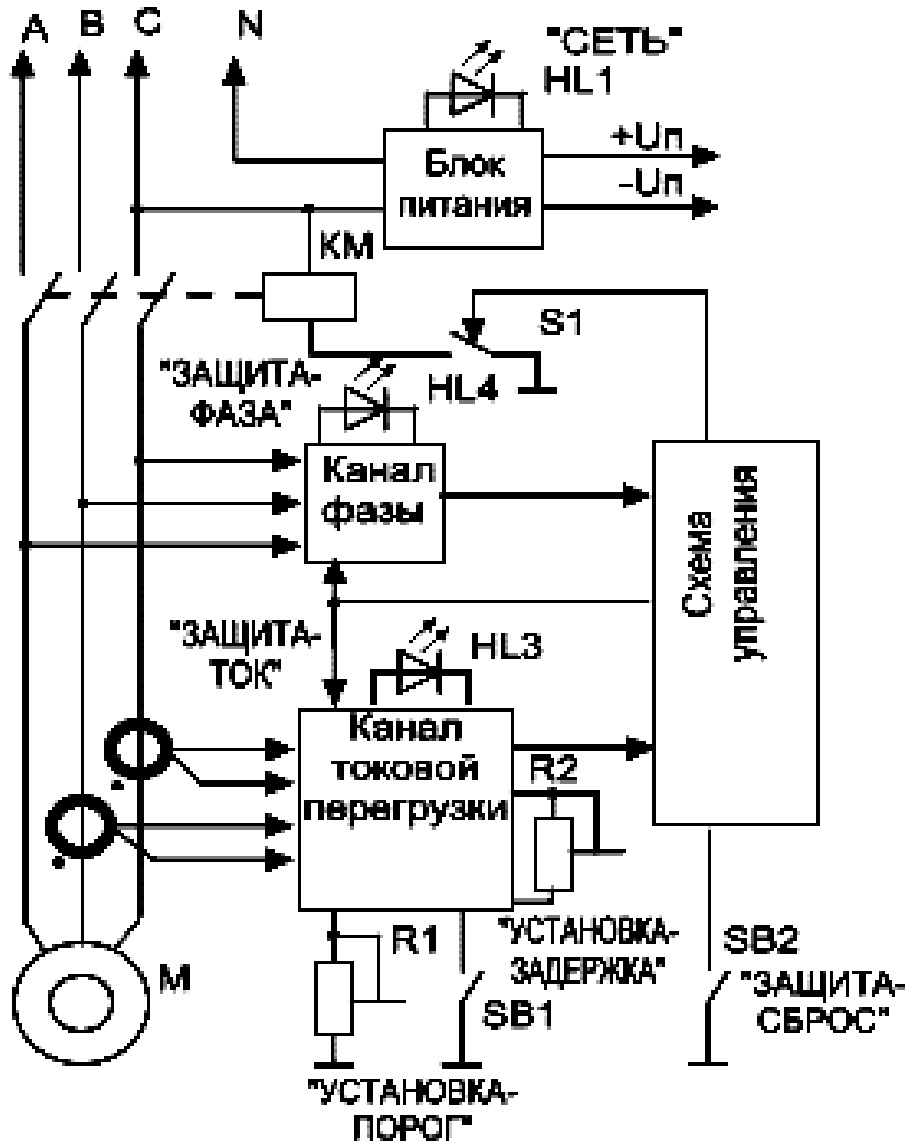 A B C N
"СЕТЬ"
HL1
Блок
питания
+Uп
-Uп
КМ
S1
"ЗАЩИТА-
ФАЗА"
HL4
Канал
фазы
Схема
управления
"ЗАЩИТА-
ТОК"
HL3
Канал
токовой
перегрузки
R2
R1
"УСТАНОВКА-
ЗАДЕРЖКА"
SB2
"ЗАЩИТА-
СБРОС"
M
SB1
"УСТАНОВКА-
ПОРОГ"